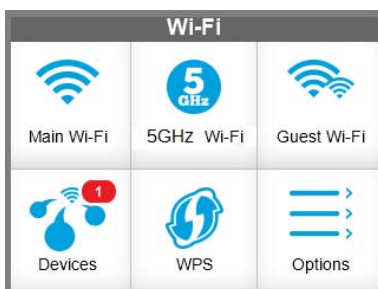 Wi-Fi
5
GHz
Main Wi-Fi
5GHz Wi-Fi
Guest Wi-Fi
1
Devices
WPS
Options